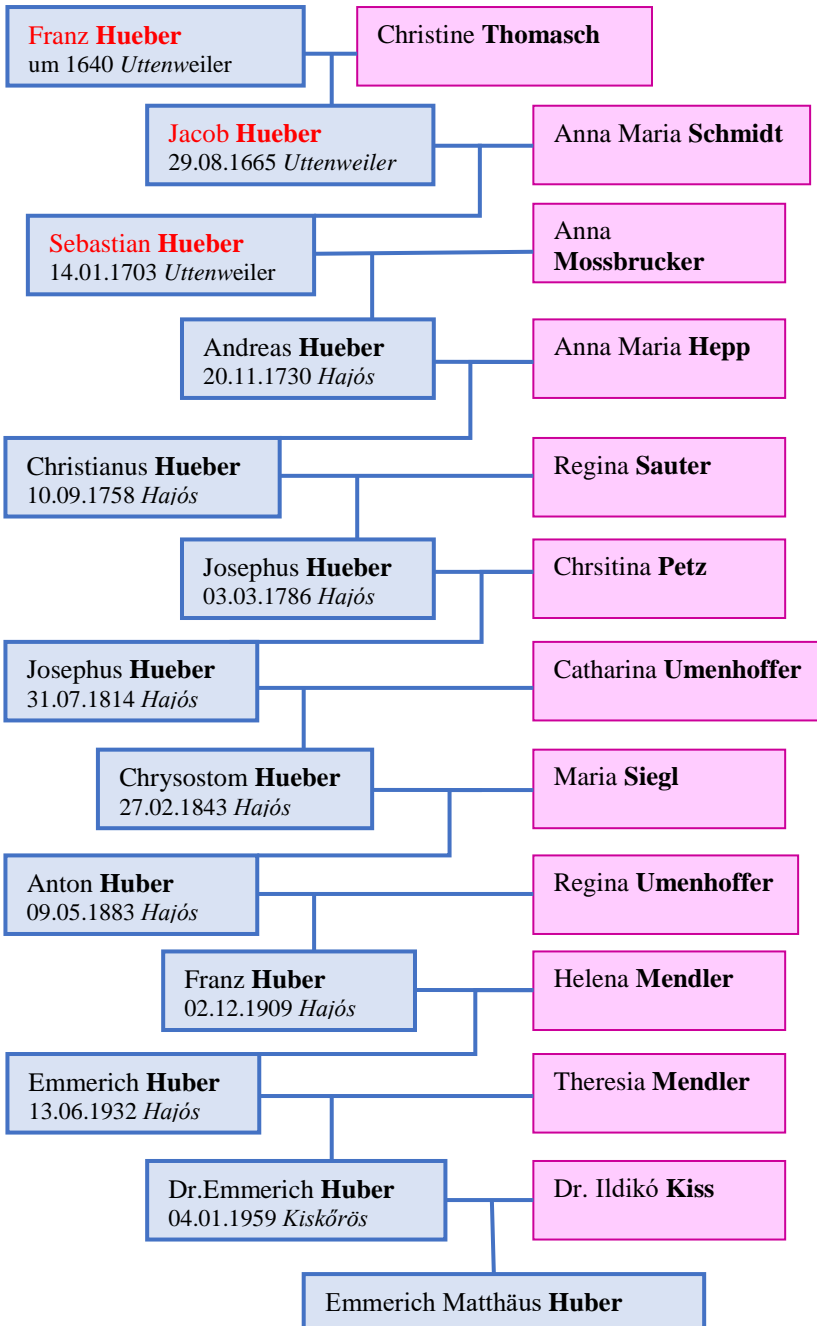 Franz Hueber
um 1640 Uttenweiler
Christine Thomasch
Jacob Hueber
29.08.1665 Uttenweiler
Anna Maria Schmidt
Sebastian Hueber
14.01.1703 Uttenweiler
Anna
Mossbrucker
Andreas Hueber
20.11.1730 Hajós
Anna Maria Hepp
Christianus Hueber
10.09.1758 Hajós
Regina Sauter
Josephus Hueber
03.03.1786 Hajós
Chrsitina Petz
Josephus Hueber
31.07.1814 Hajós
Catharina Umenhoffer
Chrysostom Hueber
27.02.1843 Hajós
Maria Siegl
Anton Huber
09.05.1883 Hajós
Regina Umenhoffer
Franz Huber
02.12.1909 Hajós
Helena Mendler
Emmerich Huber
13.06.1932 Hajós
Theresia Mendler
Dr.Emmerich Huber
04.01.1959 Kiskőrös
Dr. Ildikó Kiss
Emmerich Matthäus Huber